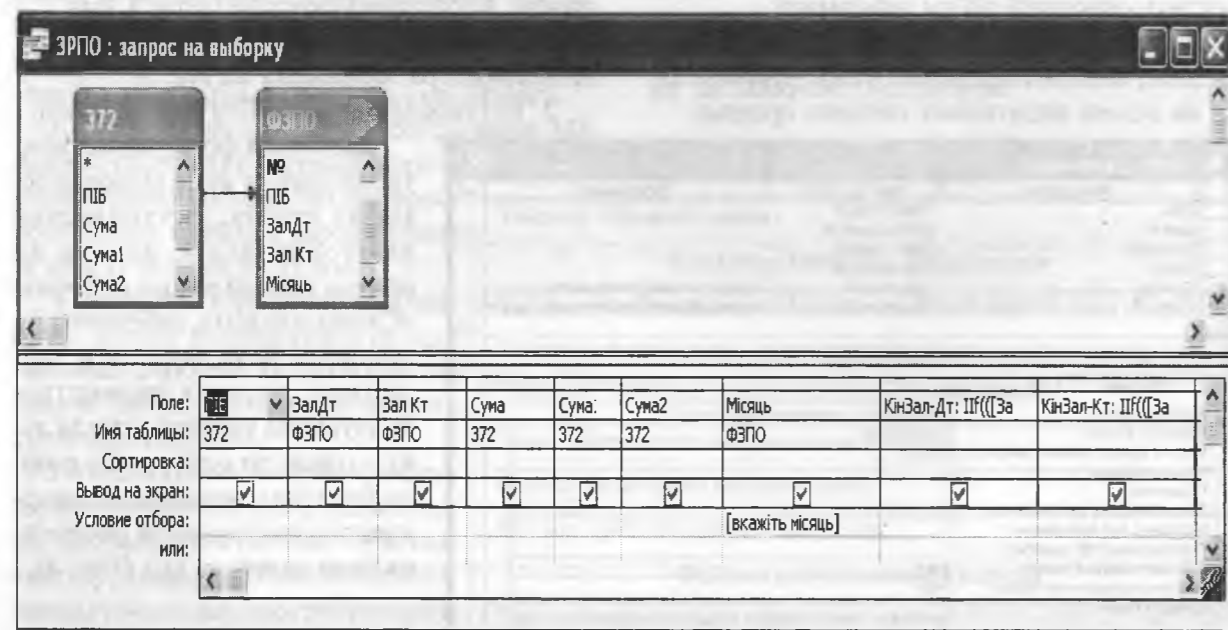 ЗРПО : запрос на выборку
372
ФЗПО
*
ПІБ
Сума
Сума1
Сума2
№
ПІБ
ЗалДт
Зал Кт
Місяць
Поле: ПІБ ЗалДт Зал Кт Сума Сума: Сума2 Місяць КінЗал-Дт: IIf(([За КінЗал-Кт: IIf(([За
Имя таблицы: 372 ФЗПО ФЗПО 372 372 372 ФЗПО
Сортировка:
Вывод на экран:
Условие отбора: [вкажіть місяць]
или: